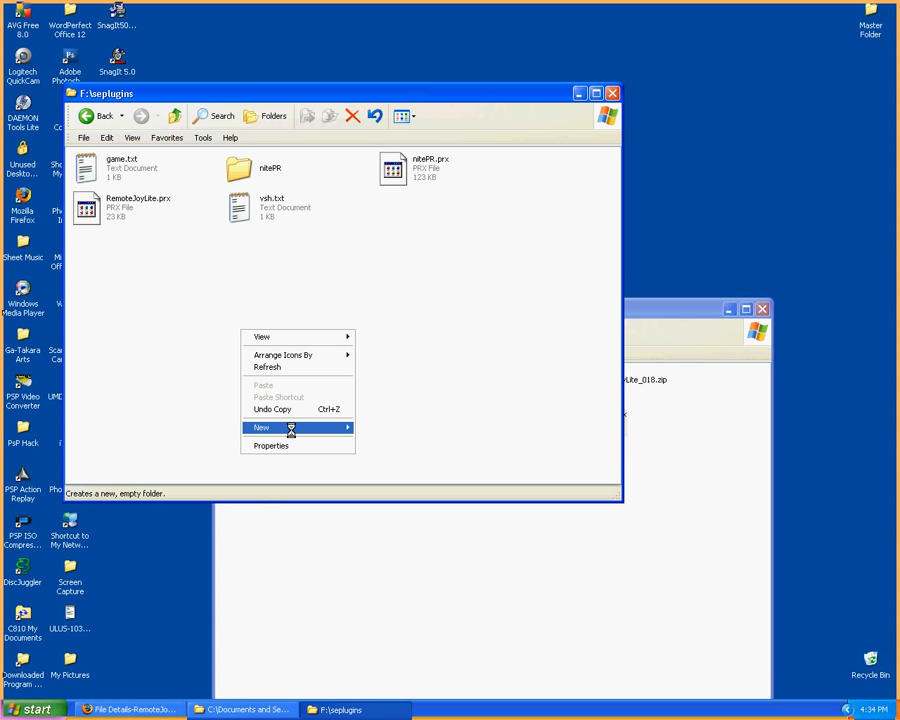 AVG Free
8.0
WordPerfect
Office 12
SnagIt50...
Master
Folder
Logitech
QuickCam
Adobe
SnagIt 5.0
F:\seplugins
Back
Search
Folders
DAEMON
Tools Lite
File
Edit
View
Favorites
Tools
Help
Unused
Deskto...
game.txt
Text Document
1 KB
nitePR
nitePR.prx
PRX File
123 KB
RemoteJoyLite.prx
PRX File
23 KB
vsh.txt
Text Document
1 KB
Mozilla
Firefox
Sheet Music
Windows
Media Player
Ga-Takara
Arts
PSP Video
Converter
PsP Hack
PSP Action
Replay
View
Arrange Icons By
Refresh
Paste
Paste Shortcut
Undo Copy
Ctrl+Z
New
Properties
Lite_018.zip
Creates a new, empty folder.
PSP ISO
Compres...
Shortcut to
My Netw...
DiscJuggler
Screen
Capture
C810 My
Documents
ULUS-103...
Downloaded
Program ...
My Pictures
Recycle Bin
start
File Details-RemoteJo...
C:\Documents and Se...
F:\seplugins
4:34 PM